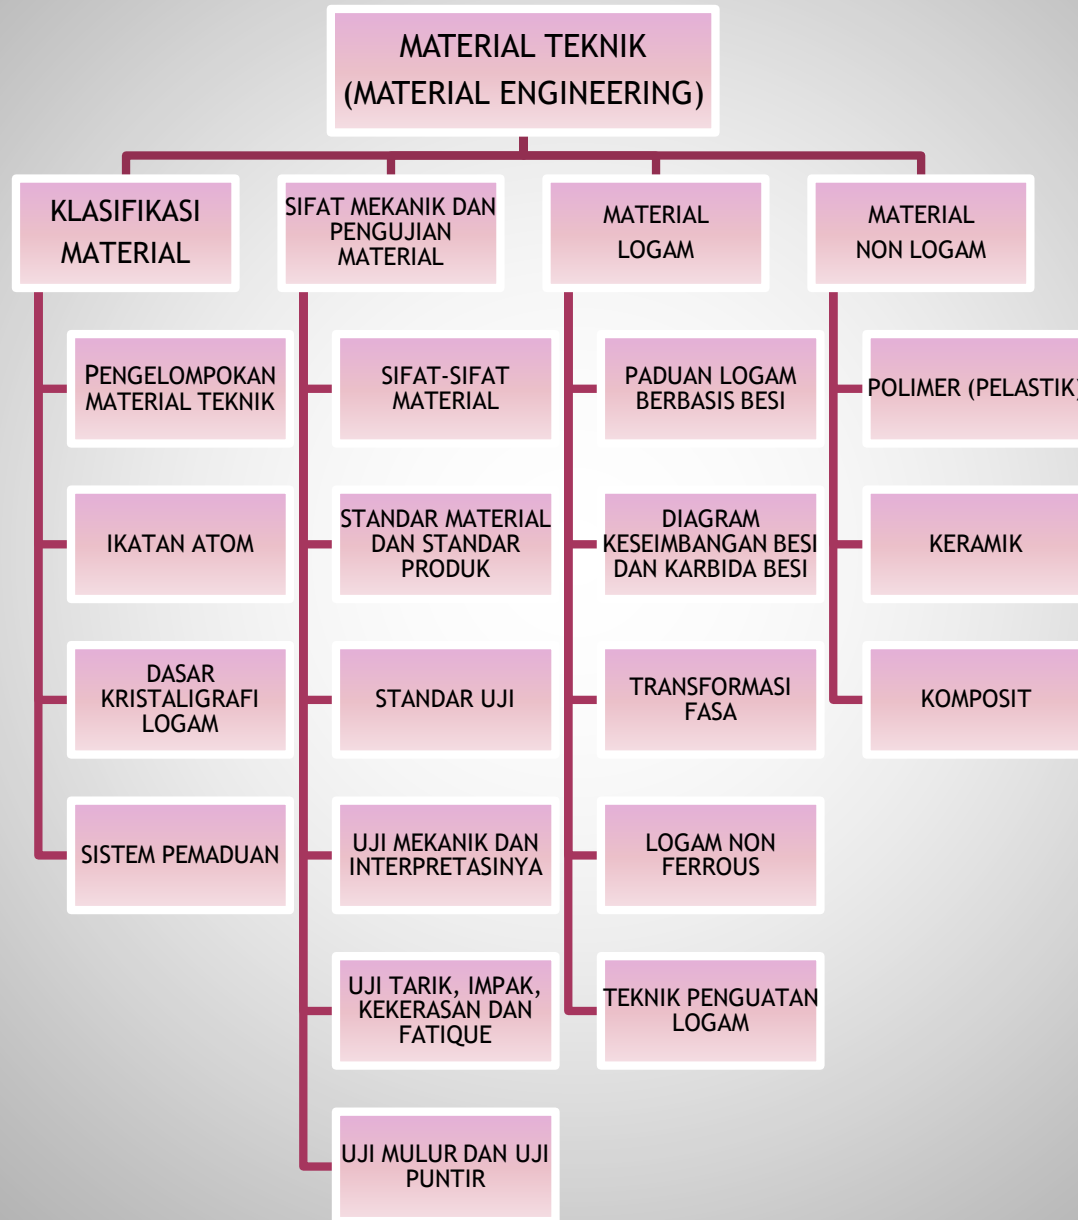 MATERIAL TEKNIK
(MATERIAL ENGINEERING)
KLASIFIKASI
MATERIAL
PENGELOMPOKAN
MATERIAL TEKNIK
IKATAN ATOM
DASAR
KRISTALIGRAFI
LOGAM
SISTEM PEMADUAN
SIFAT MEKANIK DAN
PENGUJIAN
MATERIAL
SIFAT-SIFAT
MATERIAL
STANDAR MATERIAL
DAN STANDAR
PRODUK
STANDAR UJI
UJI MEKANIK DAN
INTERPRETASINYA
UJI TARIK, IMPAK,
KEKERASAN DAN
FATIQUE
UJI MULUR DAN UJI
PUNTIR
MATERIAL
LOGAM
PADUAN LOGAM
BERBASIS BESI
DIAGRAM
KESEIMBANGAN BESI
DAN KARBIDA BESI
TRANSFORMASI
FASA
LOGAM NON
FERROUS
TEKNIK PENGUATAN
LOGAM
MATERIAL
NON LOGAM
POLIMER (PELASTIK)
KERAMIK
KOMPOSIT